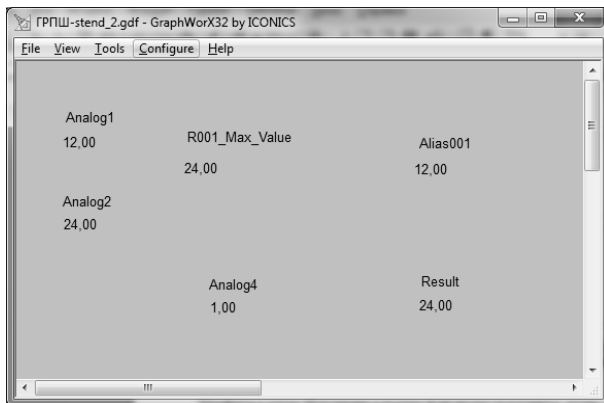 ГРПШ-stend_2.gdf - GraphWorX32 by ICONICS
File View Tools Configure Help
Analog1
12,00
R001_Max_Value
24,00
Alias001
12,00
Analog2
24,00
Analog4
1,00
Result
24,00